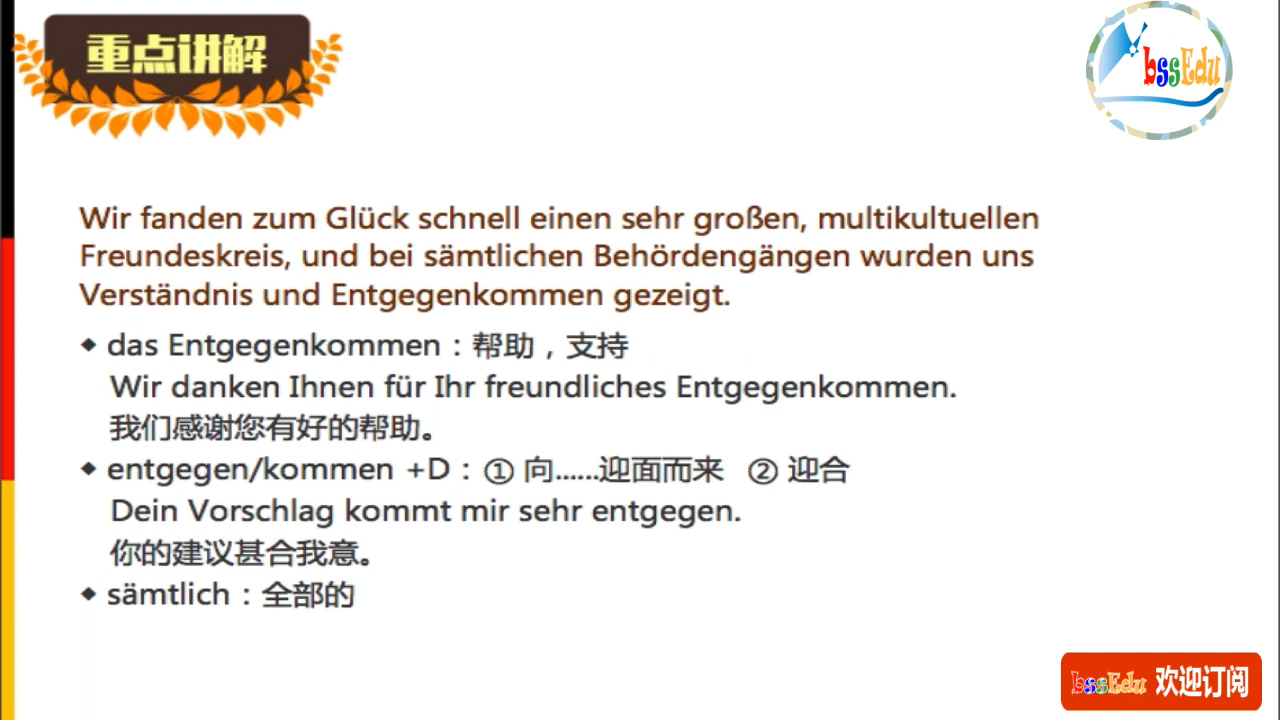 重点讲解
bssEdu
Wir fanden zum Glück schnell einen sehr großen, multikultuellen
Freundeskreis, und bei sämtlichen Behördengängen wurden uns
Verständnis und Entgegenkommen gezeigt.
◆ das Entgegenkommen：帮助，支持
Wir danken Ihnen für Ihr freundliches Entgegenkommen.
我们感谢您有好的帮助。
◆ entgegen/kommen +D：① 向……迎面而来 ② 迎合
Dein Vorschlag kommt mir sehr entgegen.
你的建议甚合我意。
◆ sämtlich：全部的
bssEdu 欢迎订阅